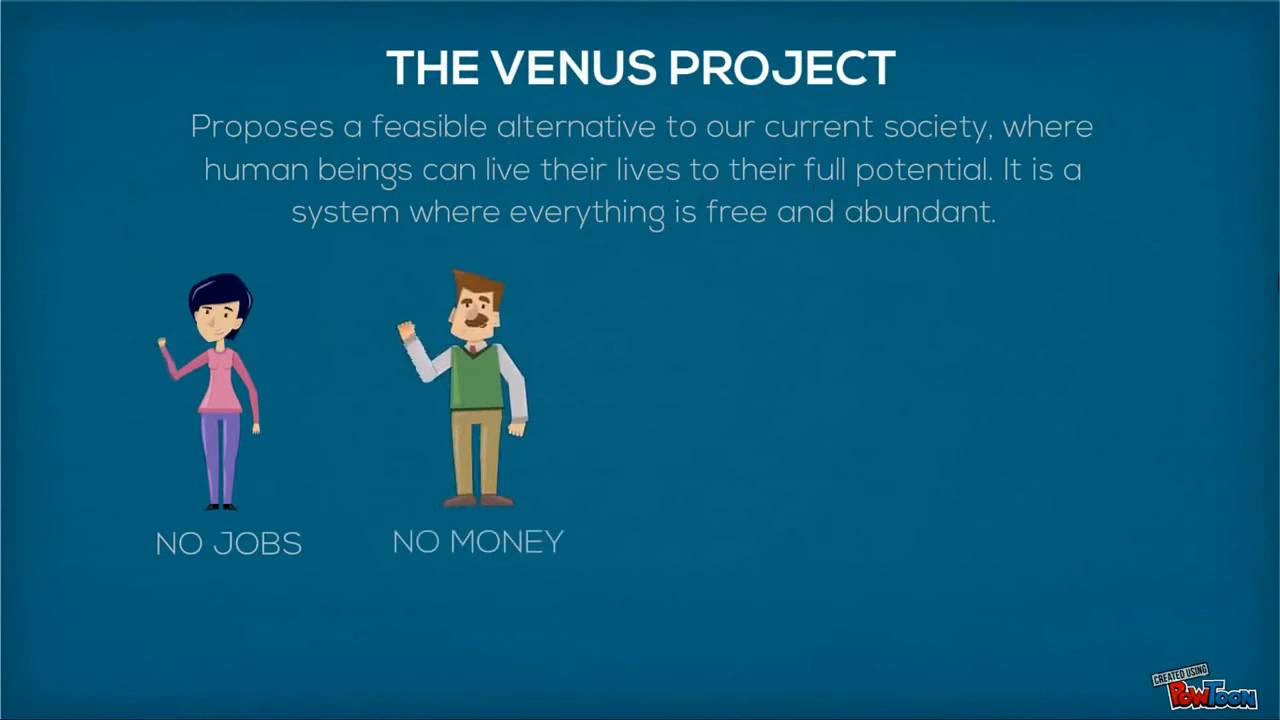 THE VENUS PROJECT
Proposes a feasible alternative to our current society, where
human beings can live their lives to their full potential. It is a
system where everything is free and abundant.
NO JOBS
NO MONEY
CREATED USING
POWTOON